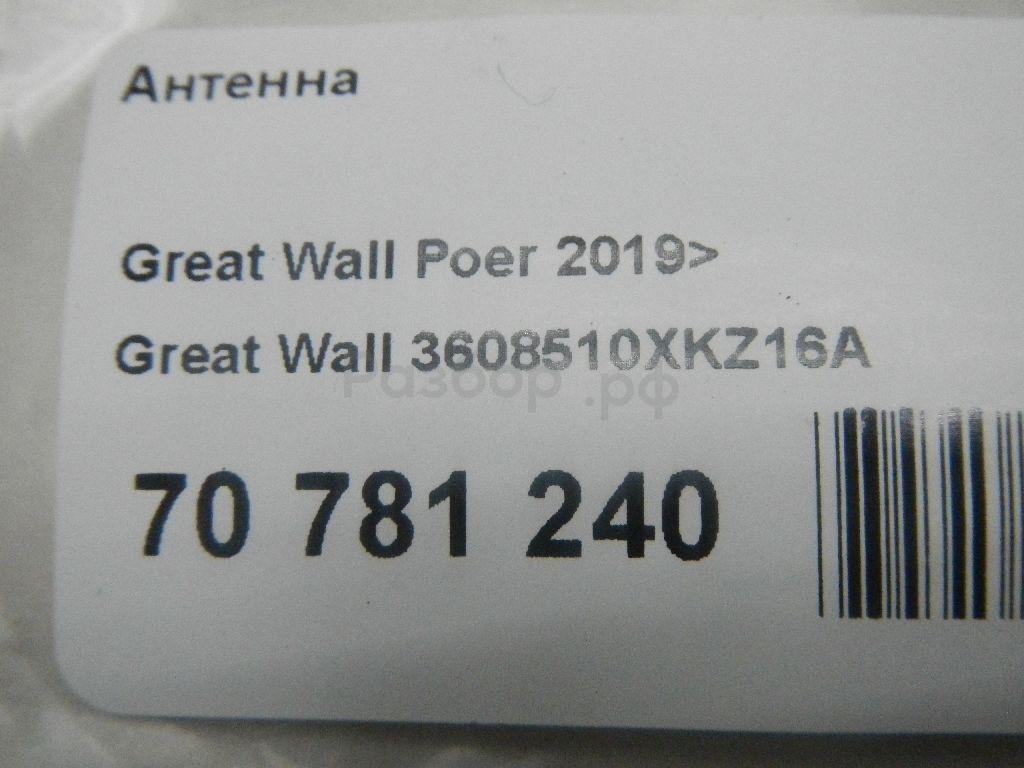 Антенна
Great Wall Poer 2019>
Great Wall 3608510XKZ16A
Разбор.рф
70 781 240